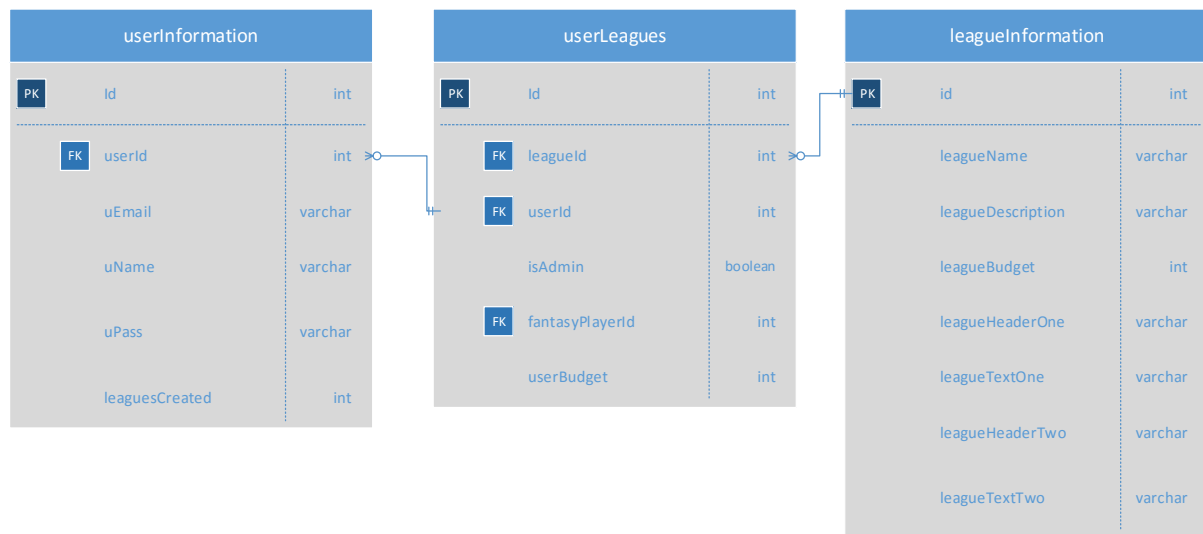 userInformation
PK Id int
FK userId int
uEmail varchar
uName varchar
uPass varchar
leaguesCreated int
userLeagues
PK Id int
FK leagueId int
FK userId int
isAdmin boolean
FK fantasyPlayerId int
userBudget int
leagueInformation
PK id int
leagueName varchar
leagueDescription varchar
leagueBudget int
leagueHeaderOne varchar
leagueTextOne varchar
leagueHeaderTwo varchar
leagueTextTwo varchar